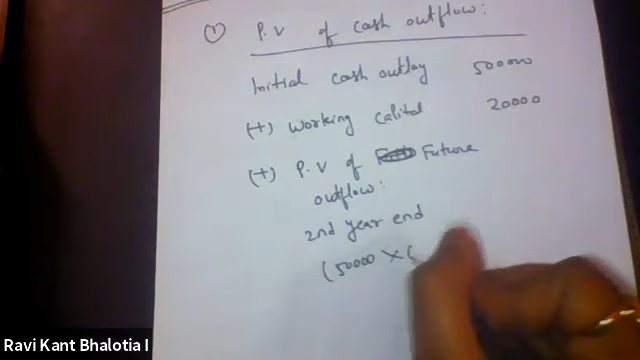 ① P.V of cash outflow:
Initial cash outlay 500000
(+) Working Calital 20000
(+) P.V of Future
outflow:
2nd year end
(50000 × (
Ravi Kant Bhalotia I